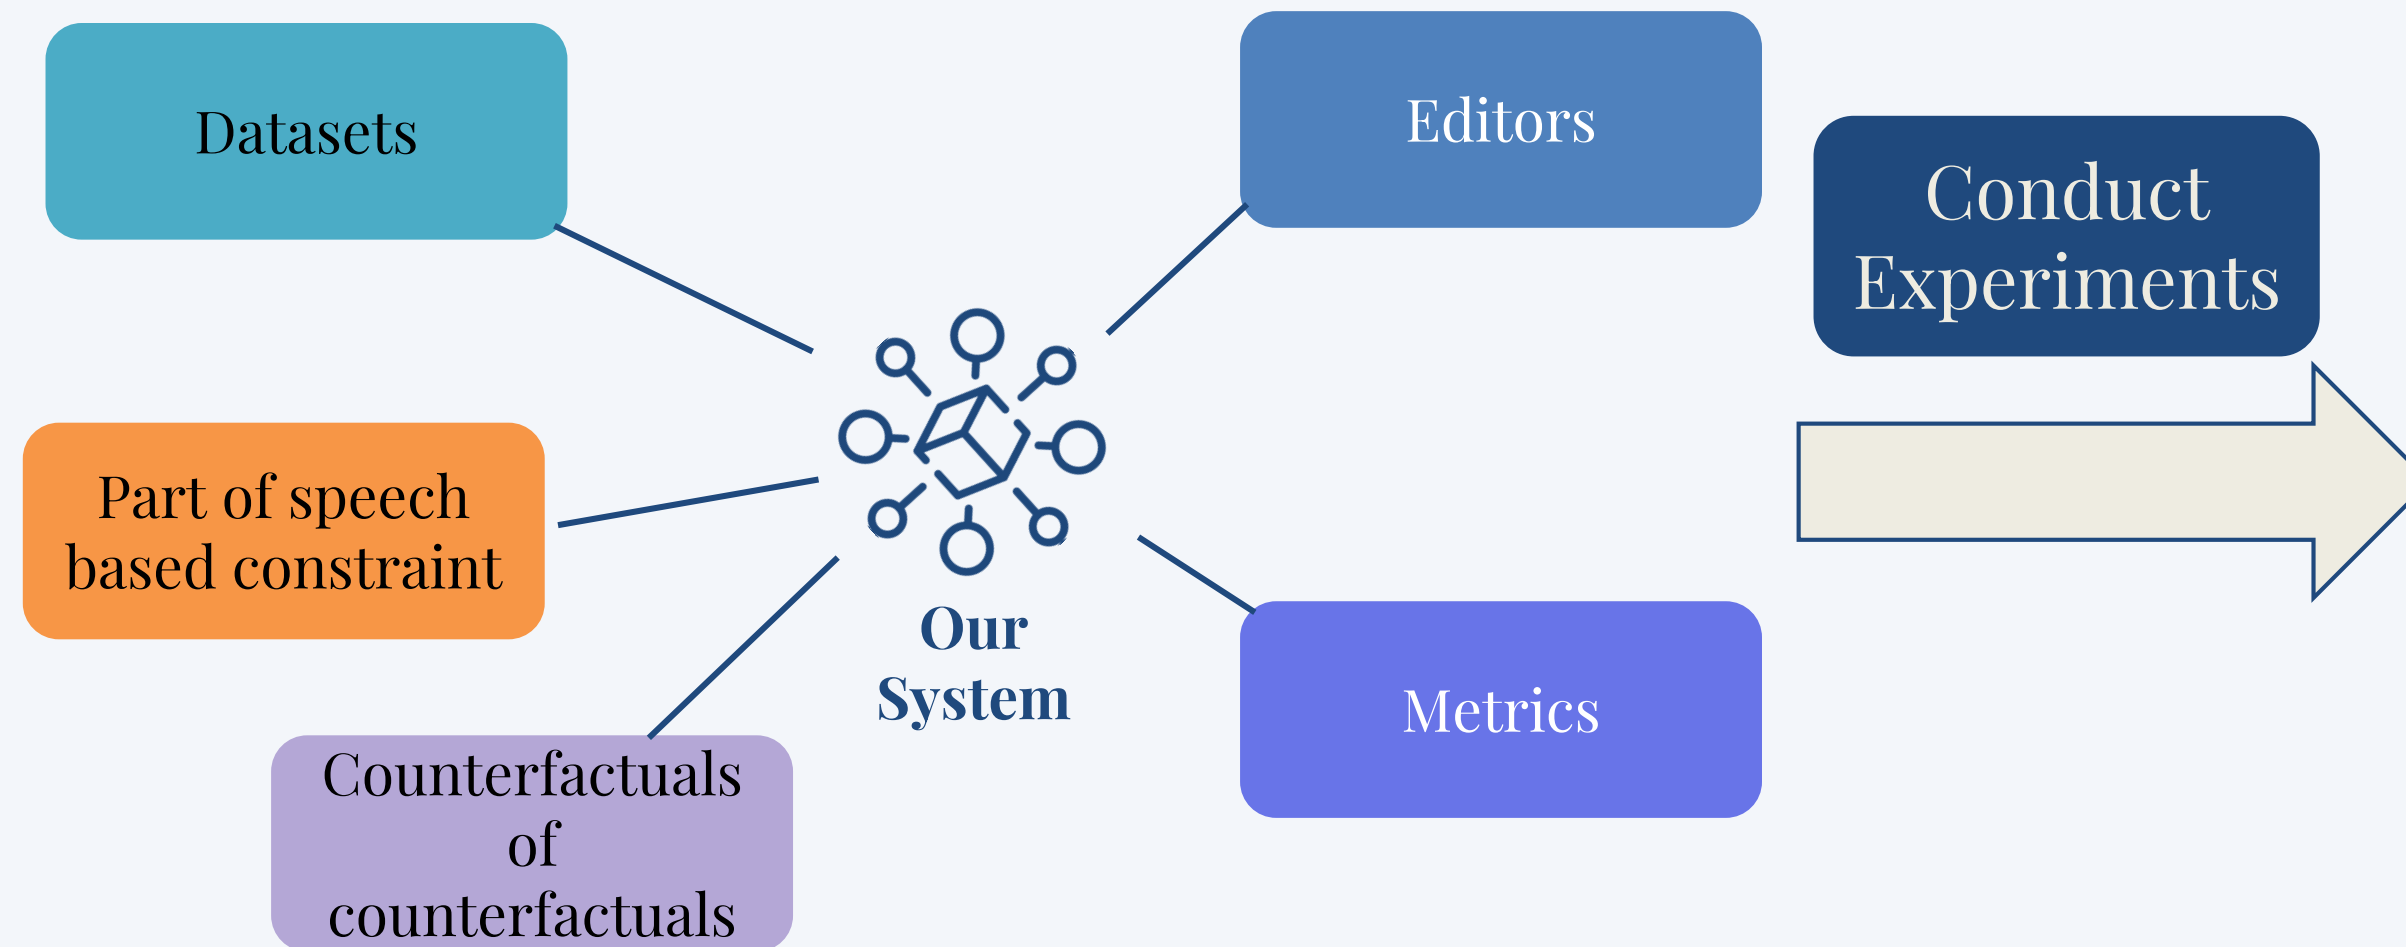 Datasets
Editors
Conduct
Experiments
Part of speech
based constraint
Our
System
Metrics
Counterfactuals
of
counterfactuals